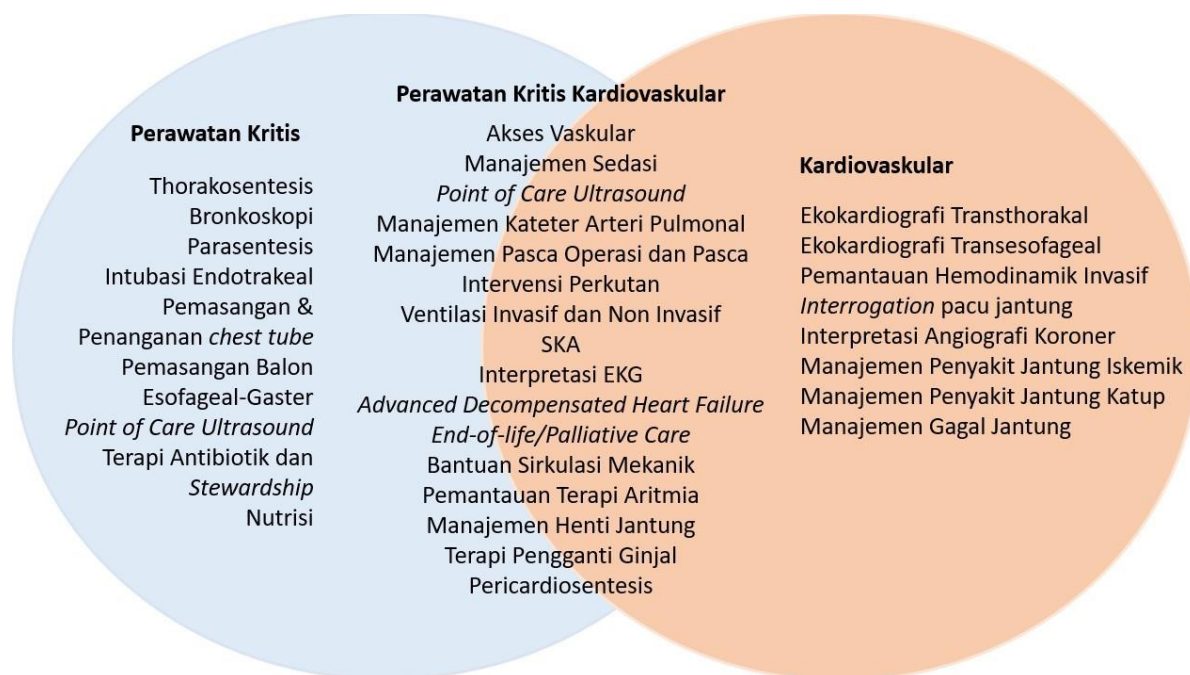 Perawatan Kritis
Thorakosentesis
Bronkoskopi
Parasentesis
Intubasi Endotrakeal
Pemasangan &
Penanganan chest tube
Pemasangan Balon
Esofageal-Gaster
Point of Care Ultrasound
Terapi Antibiotik dan
Stewardship
Nutrisi
Perawatan Kritis Kardiovaskular
Akses Vaskular
Manajemen Sedasi
Point of Care Ultrasound
Manajemen Kateter Arteri Pulmonal
Manajemen Pasca Operasi dan Pasca
Intervensi Perkutan
Ventilasi Invasif dan Non Invasif
SKA
Interpretasi EKG
Advanced Decompensated Heart Failure
End-of-life/Palliative Care
Bantuan Sirkulasi Mekanik
Pemantauan Terapi Aritmia
Manajemen Henti Jantung
Terapi Pengganti Ginjal
Pericardiosentesis
Kardiovaskular
Ekokardiografi Transthorakal
Ekokardiografi Transesofageal
Pemantauan Hemodinamik Invasif
Interrogation pacu jantung
Interpretasi Angiografi Koroner
Manajemen Penyakit Jantung Iskemik
Manajemen Penyakit Jantung Katup
Manajemen Gagal Jantung